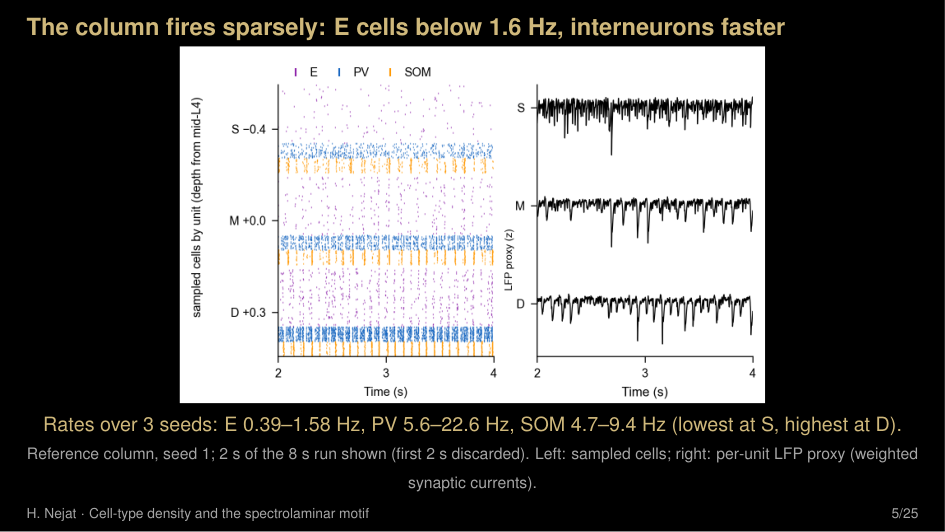 The column fires sparsely: E cells below 1.6 Hz, interneurons faster
E PV SOM
sampled cells by unit (depth from mid-L4)
S −0.4
M +0.0
D +0.3
2 3 4
Time (s)
LFP proxy (z)
S
M
D
2 3 4
Time (s)
Rates over 3 seeds: E 0.39–1.58 Hz, PV 5.6–22.6 Hz, SOM 4.7–9.4 Hz (lowest at S, highest at D).
Reference column, seed 1; 2 s of the 8 s run shown (first 2 s discarded). Left: sampled cells; right: per-unit LFP proxy (weighted
synaptic currents).
H. Nejat · Cell-type density and the spectrolaminar motif
5/25